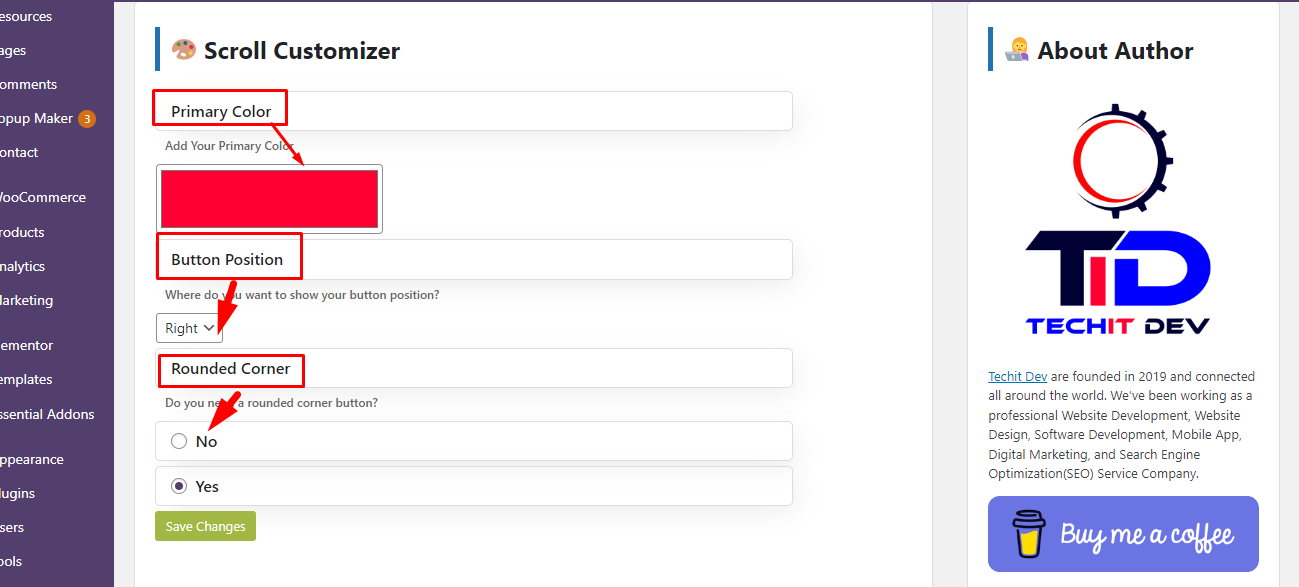 esources
ages
omments
opup Maker 3
ontact
WooCommerce
roducts
nalytics
Marketing
lementor
emplates
ssential Addons
ppearance
lugins
sers
ools
Scroll Customizer
Primary Color
Add Your Primary Color
Button Position
Where do you want to show your button position?
Right
Rounded Corner
Do you need a rounded corner button?
No
Yes
Save Changes
About Author
TID
TECHIT DEV
Techit Dev are founded in 2019 and connected
all around the world. We've been working as a
professional Website Development, Website
Design, Software Development, Mobile App,
Digital Marketing, and Search Engine
Optimization(SEO) Service Company.
Buy me a coffee